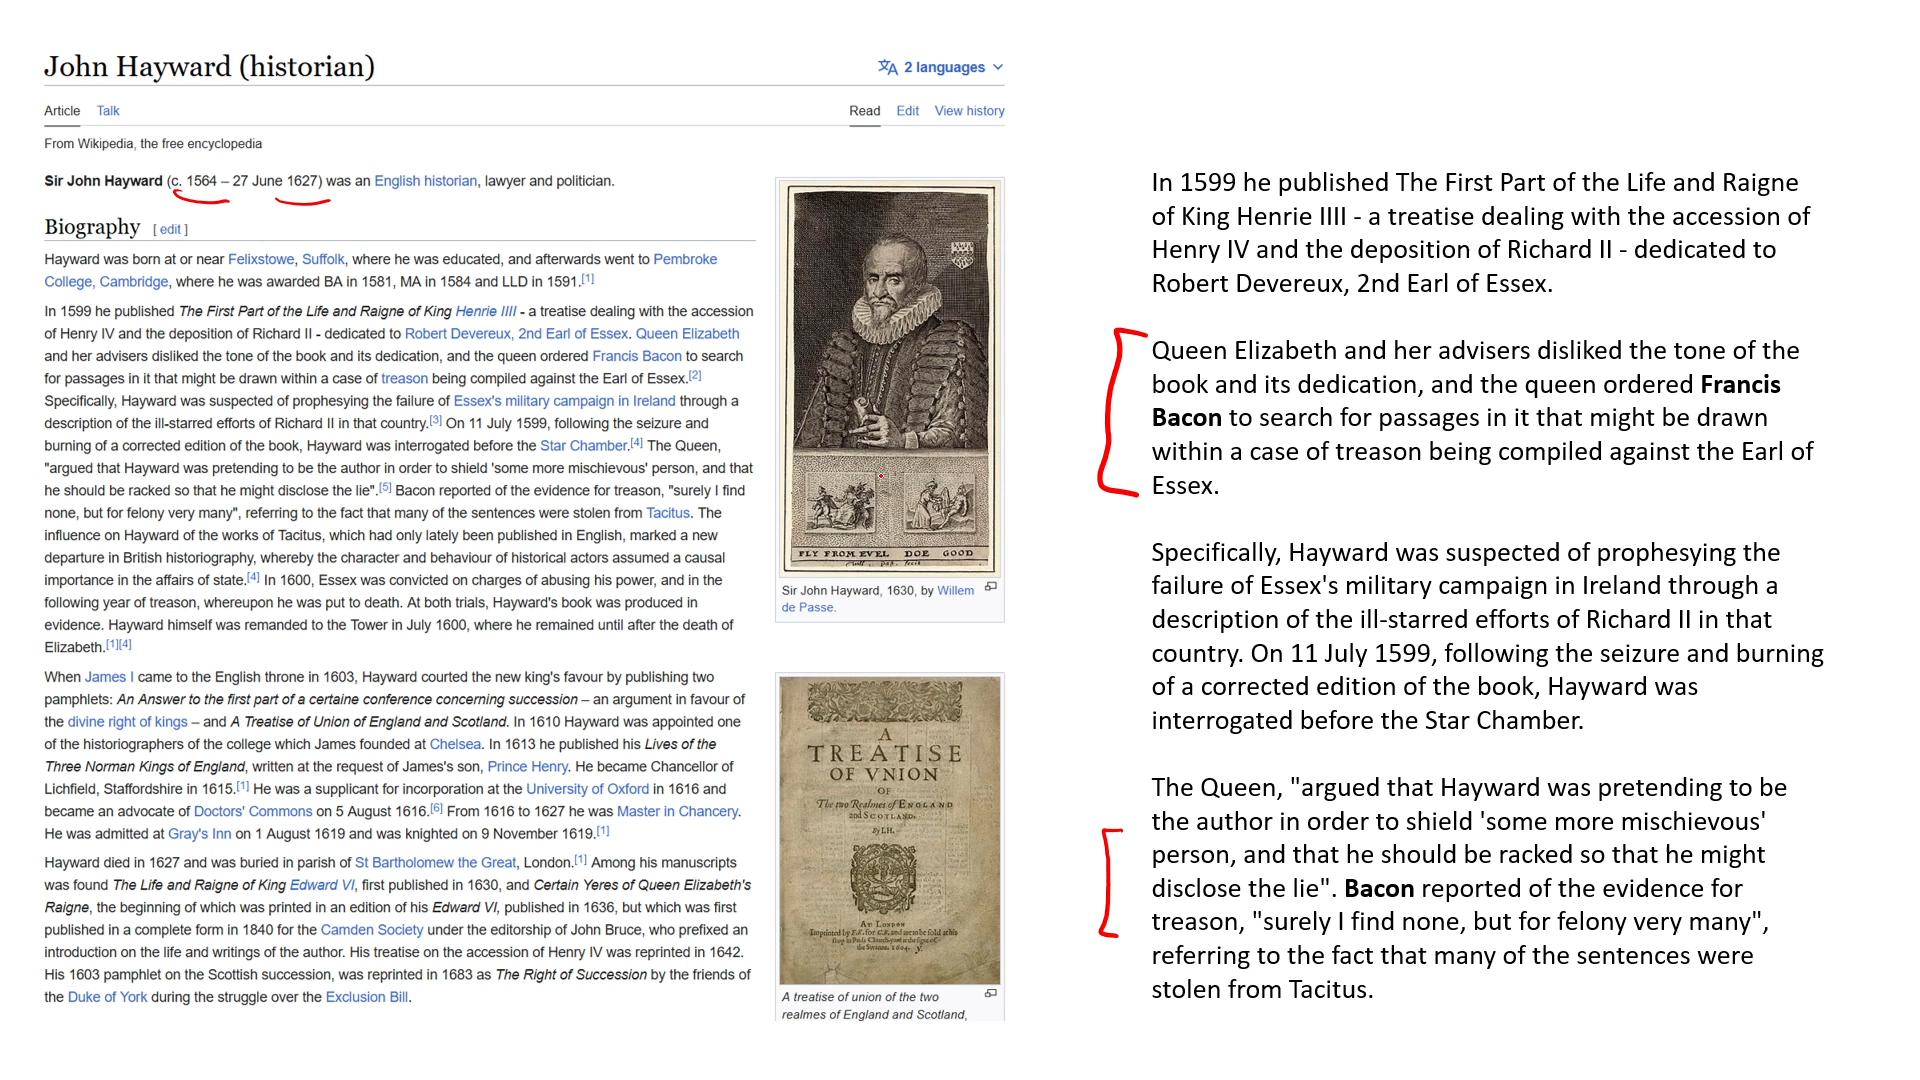 John Hayward (historian)
2 languages
Article Talk
Read Edit View history
From Wikipedia, the free encyclopedia
Sir John Hayward (c. 1564 – 27 June 1627) was an English historian, lawyer and politician.
Biography [ edit ]
Hayward was born at or near Felixstowe, Suffolk, where he was educated, and afterwards went to Pembroke
College, Cambridge, where he was awarded BA in 1581, MA in 1584 and LLD in 1591.[1]
In 1599 he published The First Part of the Life and Raigne of King Henrie IIII - a treatise dealing with the accession
of Henry IV and the deposition of Richard II - dedicated to Robert Devereux, 2nd Earl of Essex. Queen Elizabeth
and her advisers disliked the tone of the book and its dedication, and the queen ordered Francis Bacon to search
for passages in it that might be drawn within a case of treason being compiled against the Earl of Essex.[2]
Specifically, Hayward was suspected of prophesying the failure of Essex's military campaign in Ireland through a
description of the ill-starred efforts of Richard II in that country.[3] On 11 July 1599, following the seizure and
burning of a corrected edition of the book, Hayward was interrogated before the Star Chamber.[4] The Queen,
"argued that Hayward was pretending to be the author in order to shield 'some more mischievous' person, and that
he should be racked so that he might disclose the lie".[5] Bacon reported of the evidence for treason, "surely I find
none, but for felony very many", referring to the fact that many of the sentences were stolen from Tacitus. The
influence on Hayward of the works of Tacitus, which had only lately been published in English, marked a new
departure in British historiography, whereby the character and behaviour of historical actors assumed a causal
importance in the affairs of state.[4] In 1600, Essex was convicted on charges of abusing his power, and in the
following year of treason, whereupon he was put to death. At both trials, Hayward's book was produced in
evidence. Hayward himself was remanded to the Tower in July 1600, where he remained until after the death of
Elizabeth.[1][4]
When James I came to the English throne in 1603, Hayward courted the new king's favour by publishing two
pamphlets: An Answer to the first part of a certaine conference concerning succession – an argument in favour of
the divine right of kings – and A Treatise of Union of England and Scotland. In 1610 Hayward was appointed one
of the historiographers of the college which James founded at Chelsea. In 1613 he published his Lives of the
Three Norman Kings of England, written at the request of James's son, Prince Henry. He became Chancellor of
Lichfield, Staffordshire in 1615.[1] He was a supplicant for incorporation at the University of Oxford in 1616 and
became an advocate of Doctors' Commons on 5 August 1616.[6] From 1616 to 1627 he was Master in Chancery.
He was admitted at Gray's Inn on 1 August 1619 and was knighted on 9 November 1619.[1]
Hayward died in 1627 and was buried in parish of St Bartholomew the Great, London.[1] Among his manuscripts
was found The Life and Raigne of King Edward VI, first published in 1630, and Certain Yeres of Queen Elizabeth's
Raigne, the beginning of which was printed in an edition of his Edward VI, published in 1636, but which was first
published in a complete form in 1840 for the Camden Society under the editorship of John Bruce, who prefixed an
introduction on the life and writings of the author. His treatise on the accession of Henry IV was reprinted in 1642.
His 1603 pamphlet on the Scottish succession, was reprinted in 1683 as The Right of Succession by the friends of
the Duke of York during the struggle over the Exclusion Bill.
FLY FROM EVEL DOE GOOD
Sir John Hayward, 1630, by Willem
de Passe.
A
TREATISE
OF VNION
OF
The two Realmes of ENGLAND
and SCOTLAND.
By I.H.
AT LONDON
A treatise of union of the two
realmes of England and Scotland,
In 1599 he published The First Part of the Life and Raigne
of King Henrie IIII - a treatise dealing with the accession of
Henry IV and the deposition of Richard II - dedicated to
Robert Devereux, 2nd Earl of Essex.
Queen Elizabeth and her advisers disliked the tone of the
book and its dedication, and the queen ordered Francis
Bacon to search for passages in it that might be drawn
within a case of treason being compiled against the Earl of
Essex.
Specifically, Hayward was suspected of prophesying the
failure of Essex's military campaign in Ireland through a
description of the ill-starred efforts of Richard II in that
country. On 11 July 1599, following the seizure and burning
of a corrected edition of the book, Hayward was
interrogated before the Star Chamber.
The Queen, "argued that Hayward was pretending to be
the author in order to shield 'some more mischievous'
person, and that he should be racked so that he might
disclose the lie". Bacon reported of the evidence for
treason, "surely I find none, but for felony very many",
referring to the fact that many of the sentences were
stolen from Tacitus.